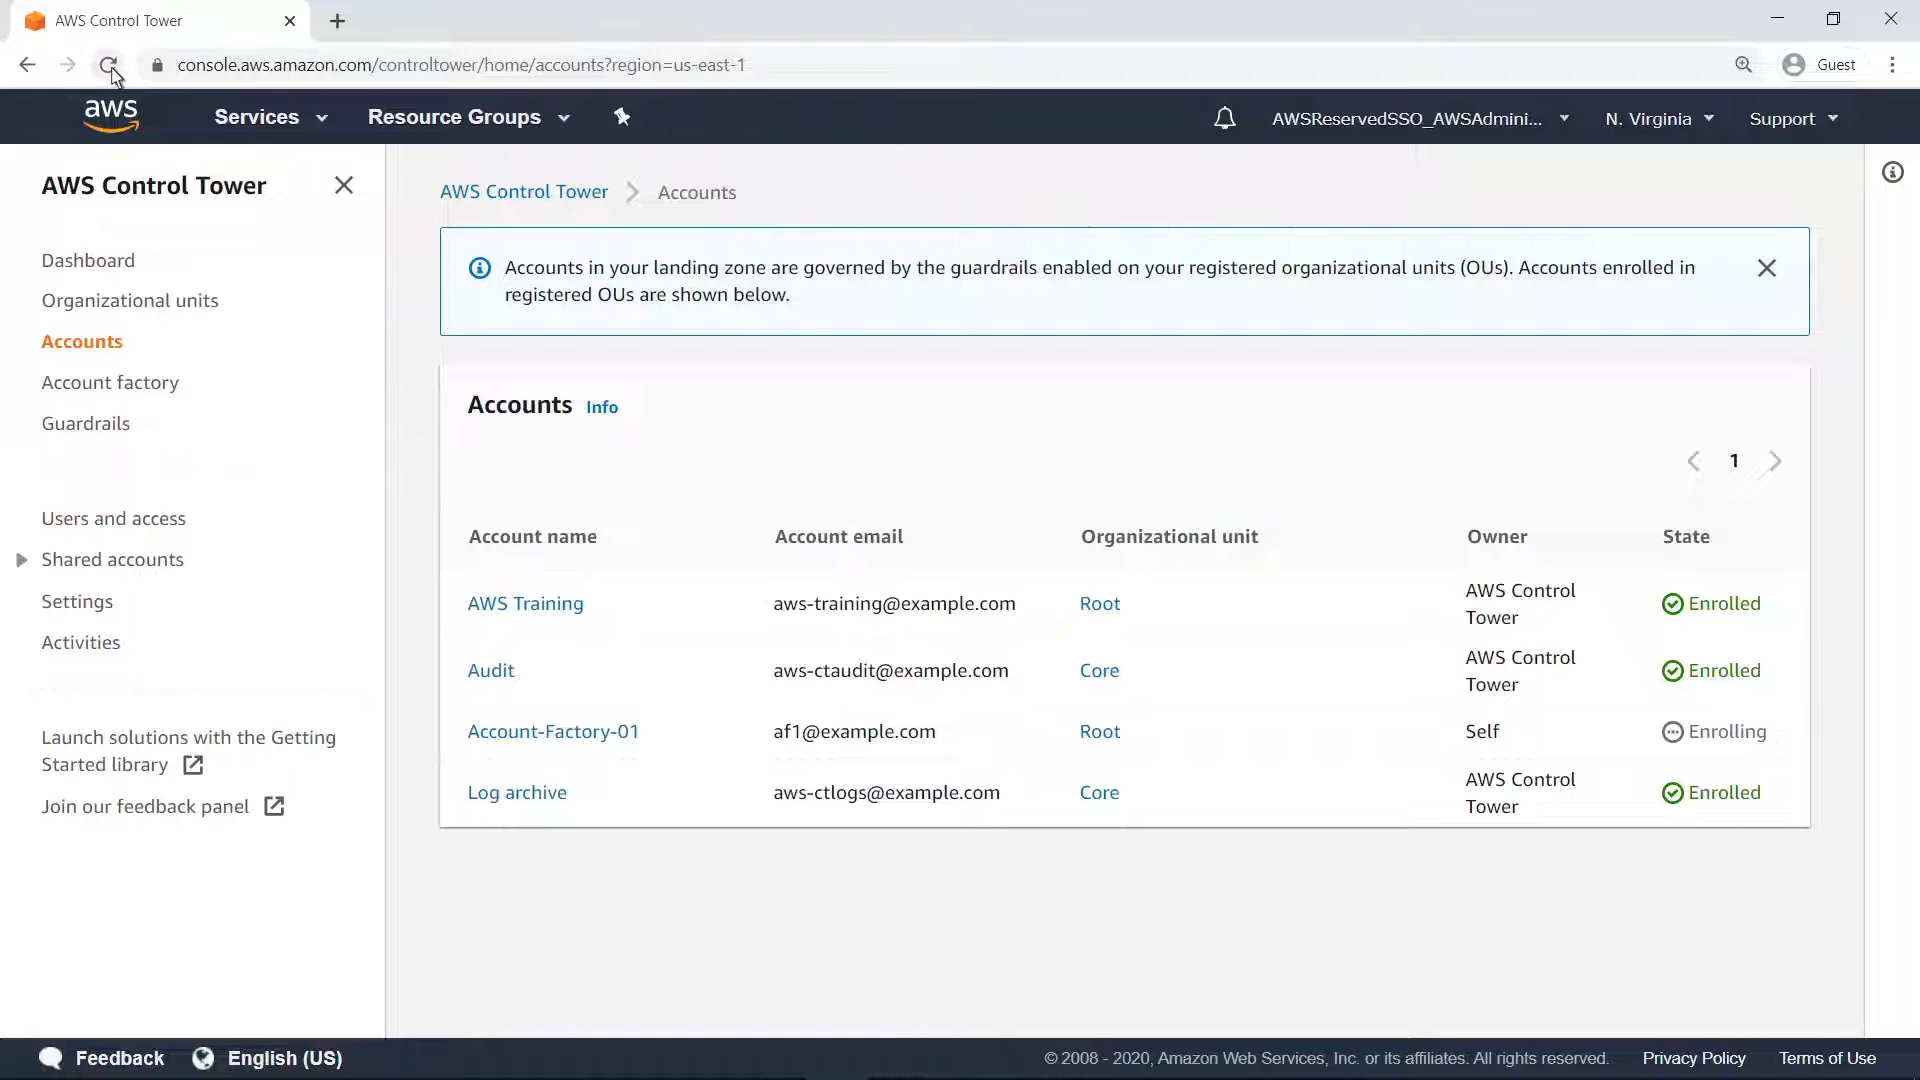 AWS Control Tower
console.aws.amazon.com/controltower/home/accounts?region=us-east-1
Guest
aws
Services
Resource Groups
AWSReservedSSO_AWSAdmini...
N. Virginia
Support
AWS Control Tower
Dashboard
Organizational units
Accounts
Account factory
Guardrails
Users and access
Shared accounts
Settings
Activities
Launch solutions with the Getting
Started library
Join our feedback panel
AWS Control Tower
Accounts
Accounts in your landing zone are governed by the guardrails enabled on your registered organizational units (OUs). Accounts enrolled in
registered OUs are shown below.
Accounts Info
1
Account name Account email Organizational unit Owner State
AWS Training aws-training@example.com Root AWS Control Enrolled
Tower
Audit aws-ctaudit@example.com Core AWS Control Enrolled
Tower
Account-Factory-01 af1@example.com Root Self Enrolling
Log archive aws-ctlogs@example.com Core AWS Control Enrolled
Tower
Feedback English (US) © 2008 - 2020, Amazon Web Services, Inc. or its affiliates. All rights reserved. Privacy Policy Terms of Use